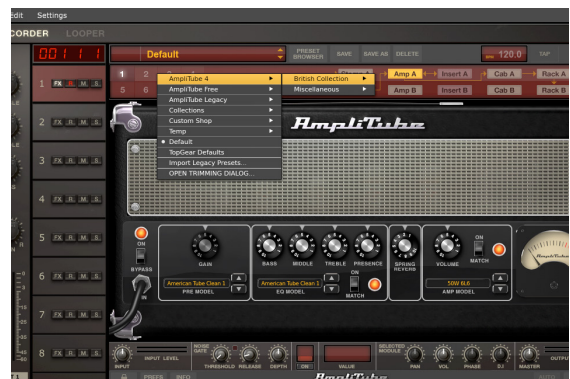 Edit Settings
CORDER LOOPER
Default
PRESET BROWSER SAVE SAVE AS DELETE 120.0 TAP
1 2
5 6
Amp A Insert A Cab A Rack A
Amp B Insert B Cab B Rack B
AmpliTube 4
AmpliTube Free
AmpliTube Legacy
Collections
Custom Shop
Temp
Default
TopGear Defaults
Import Legacy Presets...
OPEN TRIMMING DIALOG...
British Collection
Miscellaneous
1 FX R M S
2 FX R M S
3 FX R M S
4 FX R M S
5 FX R M S
6 FX R M S
7 FX R M S
8 FX R M S
AmpliTube
ON
BYPASS
IN
GAIN
American Tube Clean 1
PRE MODEL
BASS MIDDLE TREBLE PRESENCE
American Tube Clean 1
EQ MODEL
ON
MATCH
SPRING REVERB
VOLUME
ON
MATCH
50W 6L6
AMP MODEL
AmpliTube
INPUT
INPUT LEVEL
NOISE GATE
THRESHOLD RELEASE DEPTH
ON
VALUE
SELECTED MODULE
PAN VOL PHASE D.I
MASTER
OUTPU
PREFS INFO
AmpliTube